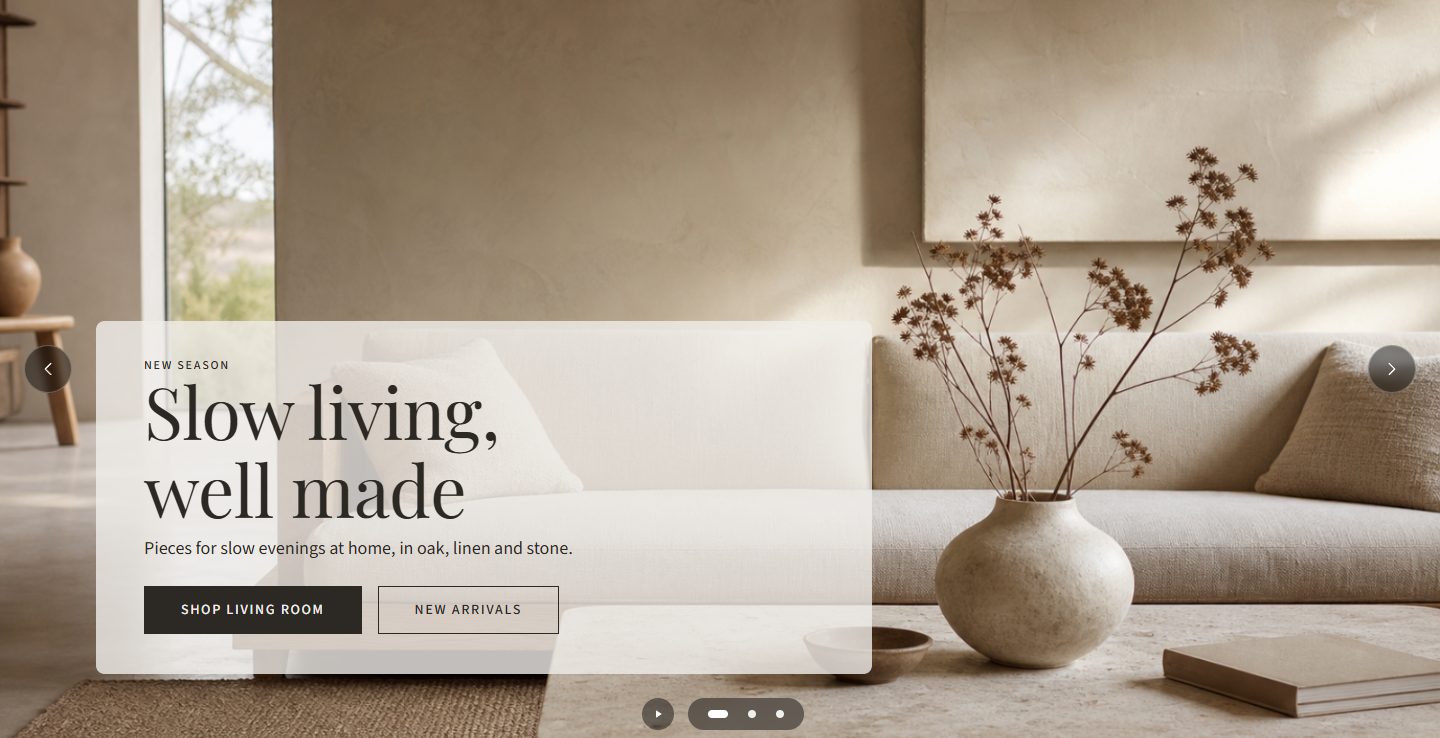 NEW SEASON
Slow living,
well made
Pieces for slow evenings at home, in oak, linen and stone.
SHOP LIVING ROOM
NEW ARRIVALS